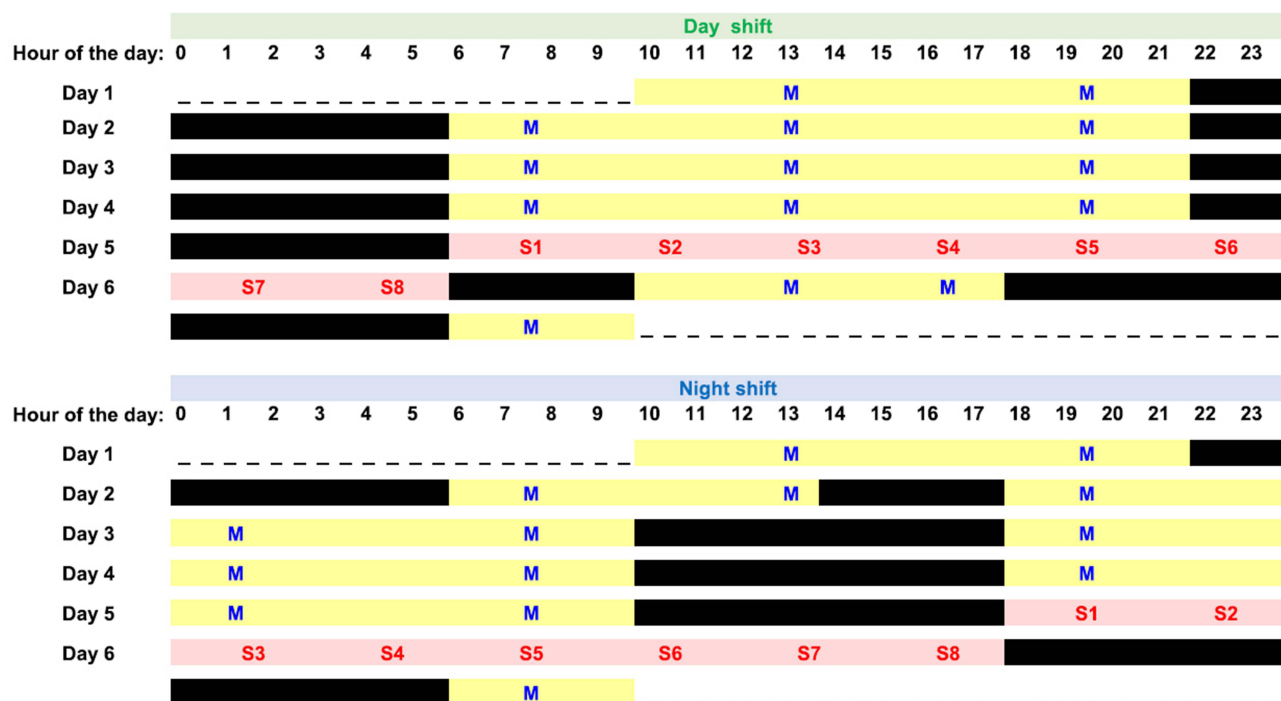 Day shift
Hour of the day: 0 1 2 3 4 5 6 7 8 9 10 11 12 13 14 15 16 17 18 19 20 21 22 23
Day 1 M M
Day 2 M M M
Day 3 M M M
Day 4 M M M
Day 5 S1 S2 S3 S4 S5 S6
Day 6 S7 S8 M M
M
Night shift
Hour of the day: 0 1 2 3 4 5 6 7 8 9 10 11 12 13 14 15 16 17 18 19 20 21 22 23
Day 1 M M
Day 2 M M M
Day 3 M M M
Day 4 M M M
Day 5 M M S1 S2
Day 6 S3 S4 S5 S6 S7 S8
M